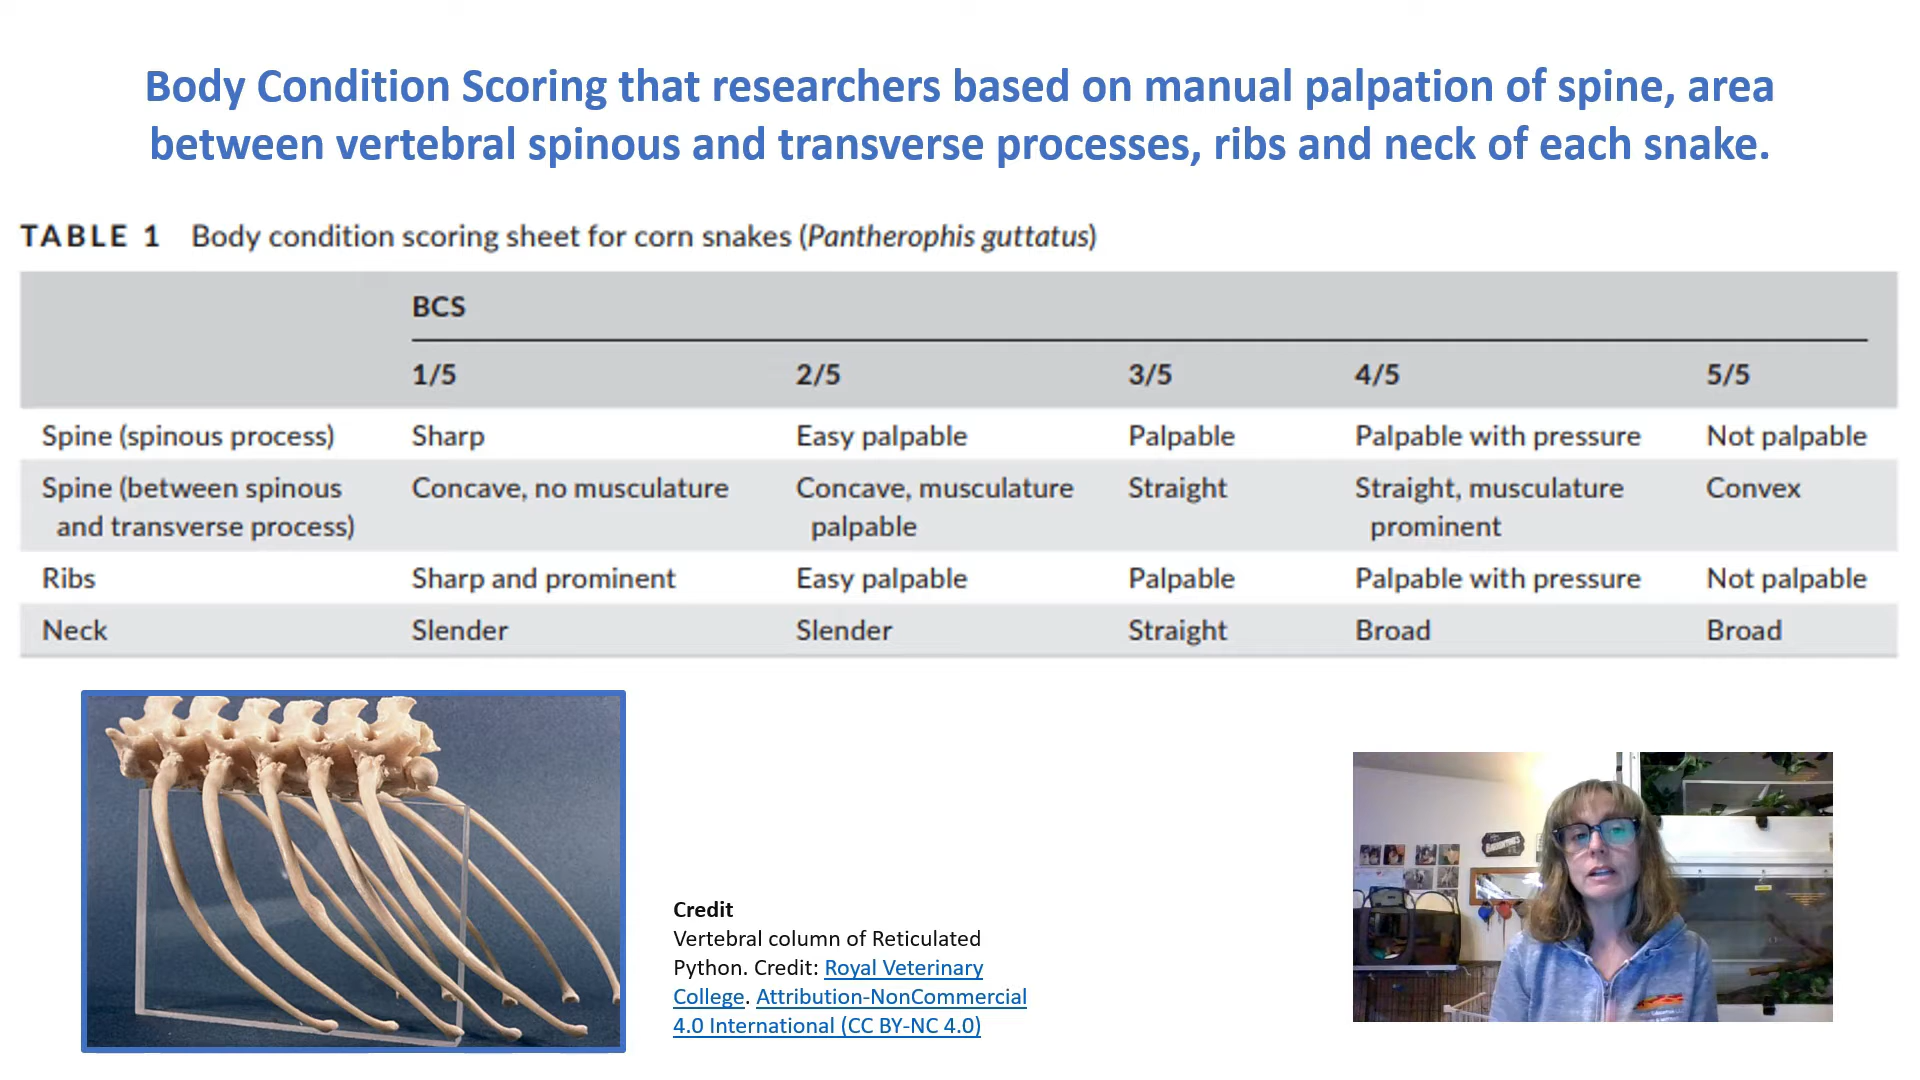 Body Condition Scoring that researchers based on manual palpation of spine, area
between vertebral spinous and transverse processes, ribs and neck of each snake.
TABLE 1 Body condition scoring sheet for corn snakes (Pantherophis guttatus)
BCS
1/5 2/5 3/5 4/5 5/5
Spine (spinous process) Sharp Easy palpable Palpable Palpable with pressure Not palpable
Spine (between spinous Concave, no musculature Concave, musculature Straight Straight, musculature Convex
and transverse process) palpable prominent
Ribs Sharp and prominent Easy palpable Palpable Palpable with pressure Not palpable
Neck Slender Slender Straight Broad Broad
Credit
Vertebral column of Reticulated
Python. Credit: Royal Veterinary
College. Attribution-NonCommercial
4.0 International (CC BY-NC 4.0)